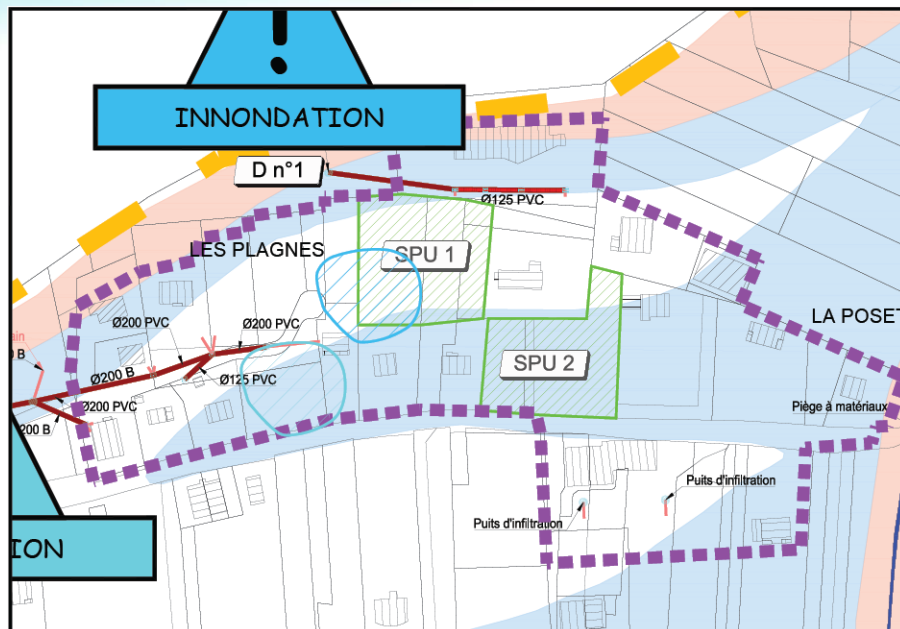 !
INNONDATION
D n°1
Ø125 PVC
LES PLAGNES
SPU 1
Ø200 PVC
Ø200 PVC
LA POSET
Ø200 B
Ø125 PVC
SPU 2
Ø200 PVC
200 B
Piège à matériaux
Puits d'infiltration
Puits d'infiltration
ION